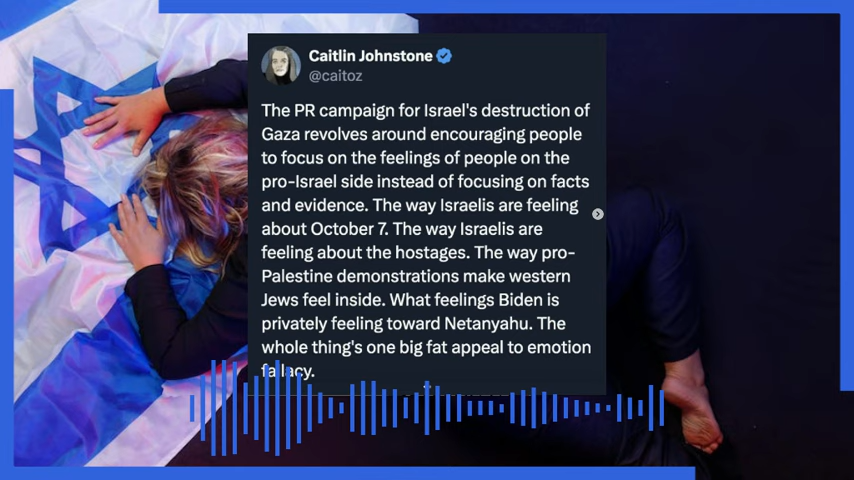 Caitlin Johnstone
@caitoz
The PR campaign for Israel's destruction of
Gaza revolves around encouraging people
to focus on the feelings of people on the
pro-Israel side instead of focusing on facts
and evidence. The way Israelis are feeling
about October 7. The way Israelis are
feeling about the hostages. The way pro-
Palestine demonstrations make western
Jews feel inside. What feelings Biden is
privately feeling toward Netanyahu. The
whole thing's one big fat appeal to emotion
fallacy.